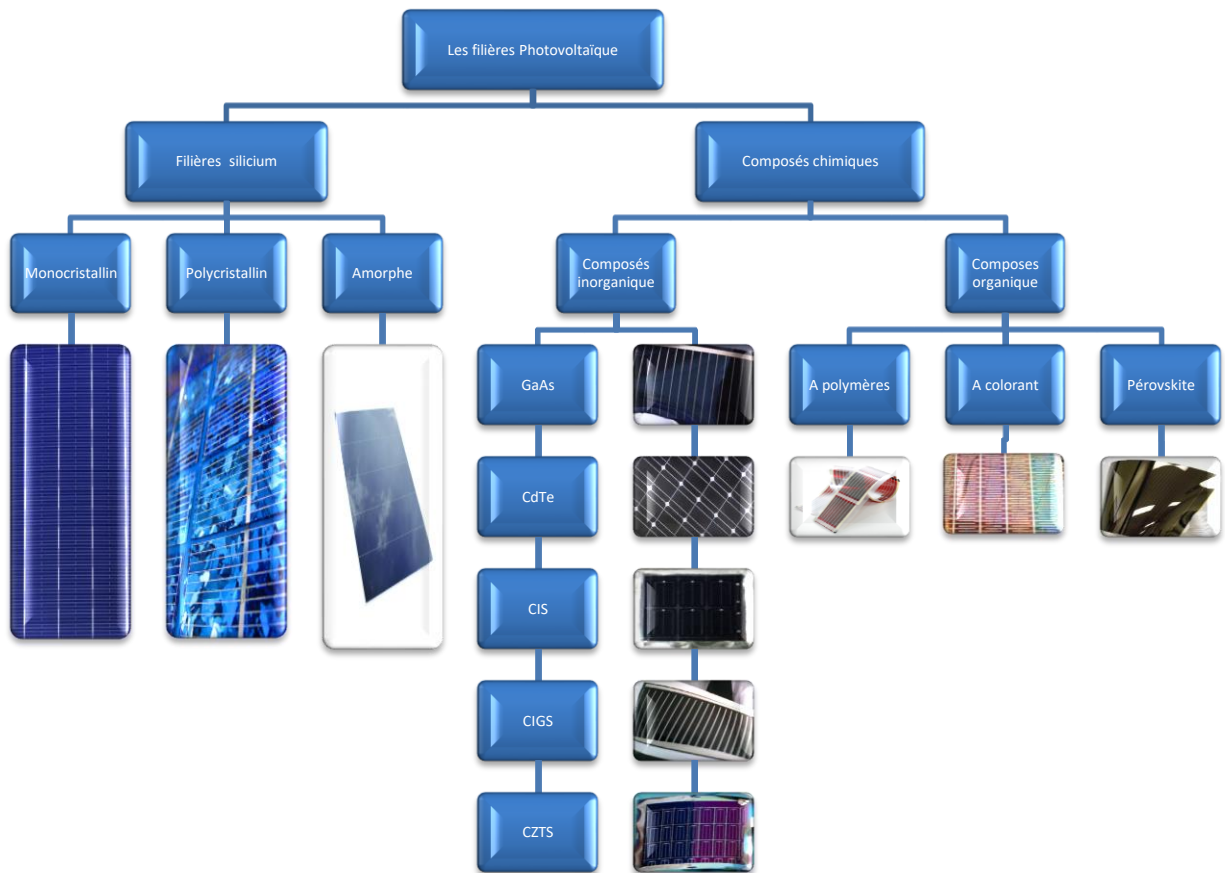 Les filières Photovoltaïque
Filières silicium
Composés chimiques
Monocristallin
Polycristallin
Amorphe
Composés
inorganique
Composes
organique
GaAs
A polymères
A colorant
Pérovskite
CdTe
CIS
CIGS
CZTS